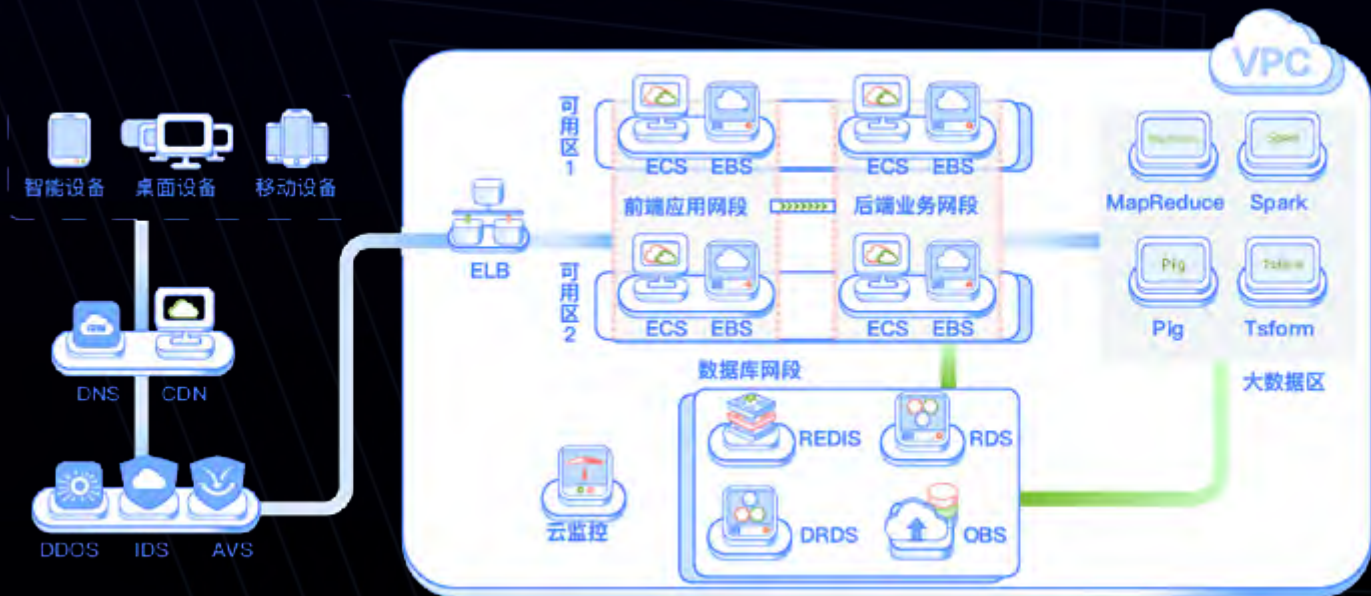 VPC
智能设备
桌面设备
移动设备
DNS
CDN
DDOS
IDS
AVS
ELB
可用区1
ECS
EBS
ECS
EBS
前端应用网段
后端业务网段
可用区2
ECS
EBS
ECS
EBS
MapReduce
Spark
Spark
Pig
Pig
Tsform
Tsform
大数据区
数据库网段
REDIS
RDS
DRDS
OBS
云监控